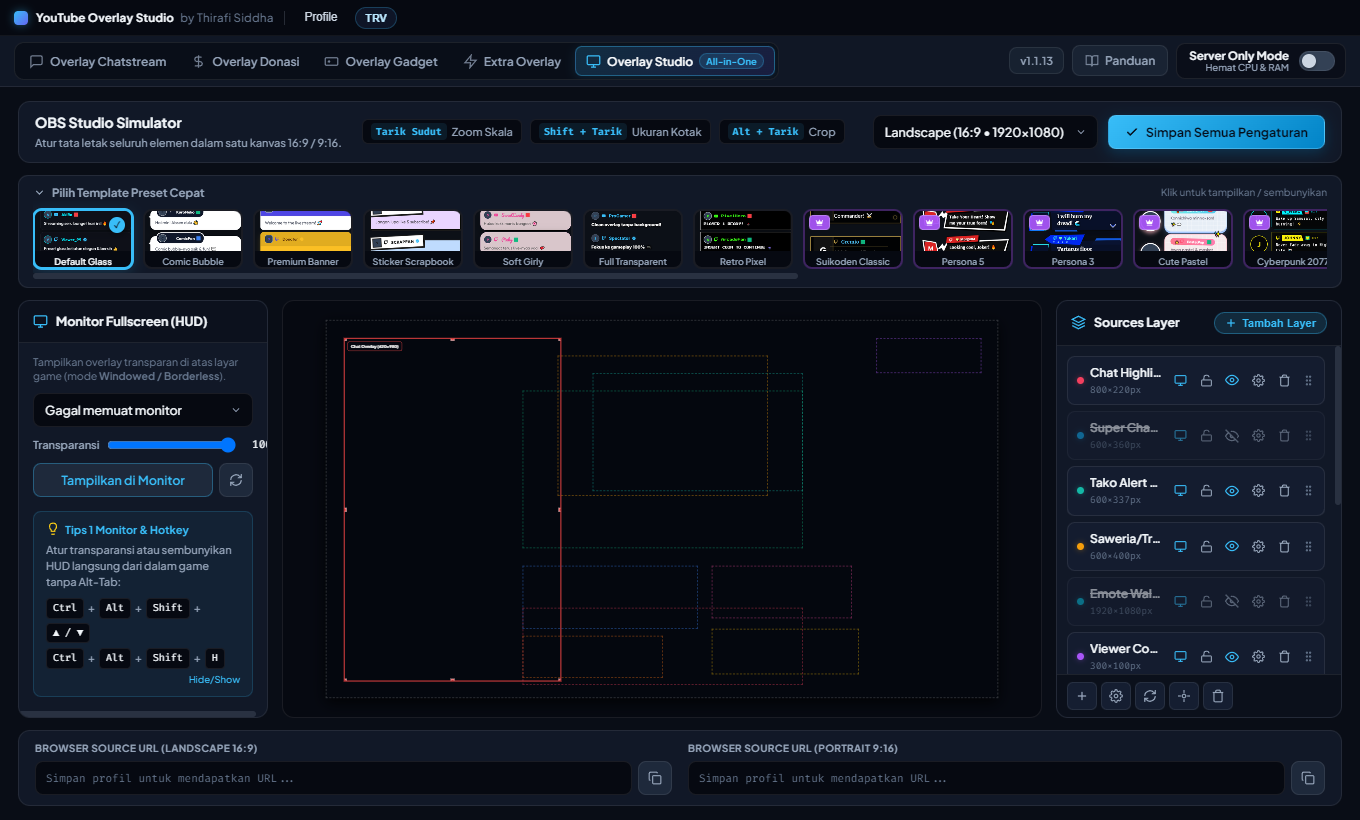 YouTube Overlay Studio by Thirafi Siddha Profile TRV
Overlay Chatstream Overlay Donasi Overlay Gadget Extra Overlay Overlay Studio All-in-One v1.1.13 Panduan Server Only Mode
Hemat CPU & RAM
OBS Studio Simulator
Atur tata letak seluruh elemen dalam satu kanvas 16:9 / 9:16.
Tarik Sudut Zoom Skala Shift + Tarik Ukuran Kotak Alt + Tarik Crop
Landscape (16:9 • 1920×1080) Simpan Semua Pengaturan
Pilih Template Preset Cepat Klik untuk tampilkan / sembunyikan
Default Glass Comic Bubble Premium Banner Sticker Scrapbook Soft Girly Full Transparent Retro Pixel Suikoden Classic Persona 5 Persona 3 Cute Pastel Cyberpunk 2077
Monitor Fullscreen (HUD)
Tampilkan overlay transparan di atas layar
game (mode Windowed / Borderless).
Gagal memuat monitor
Transparansi
Tampilkan di Monitor
Tips 1 Monitor & Hotkey
Atur transparansi atau sembunyikan
HUD langsung dari dalam game
tanpa Alt-Tab:
Ctrl + Alt + Shift +
▲ / ▼
Ctrl + Alt + Shift + H
Hide/Show
Sources Layer + Tambah Layer
Chat Highli...
800×220px
Super Cha...
600×360px
Tako Alert ...
600×337px
Saweria/Tr...
600×400px
Emote Wal...
1920×1080px
Viewer Co...
300×100px
BROWSER SOURCE URL (LANDSCAPE 16:9)
Simpan profil untuk mendapatkan URL...
BROWSER SOURCE URL (PORTRAIT 9:16)
Simpan profil untuk mendapatkan URL...